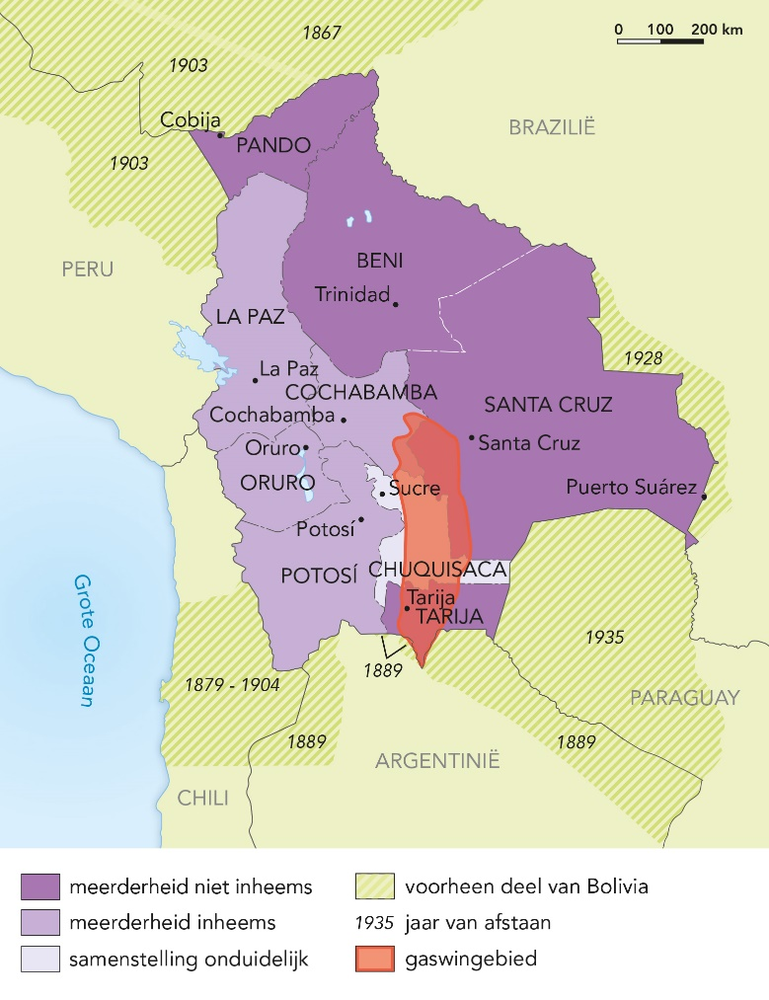 1867
0 100 200 km
1903
Cobija
BRAZILIË
PANDO
1903
PERU
BENI
Trinidad
LA PAZ
1928
La Paz
COCHABAMBA
SANTA CRUZ
Cochabamba
Santa Cruz
Oruro
ORURO
Sucre
Puerto Suárez
Potosí
POTOSÍ
CHUQUISACA
Grote Oceaan
Tarija
TARIJA
1935
1889
1879 - 1904
PARAGUAY
1889
1889
ARGENTINIË
CHILI
meerderheid niet inheems
meerderheid inheems
samenstelling onduidelijk
voorheen deel van Bolivia
1935 jaar van afstaan
gaswingebied